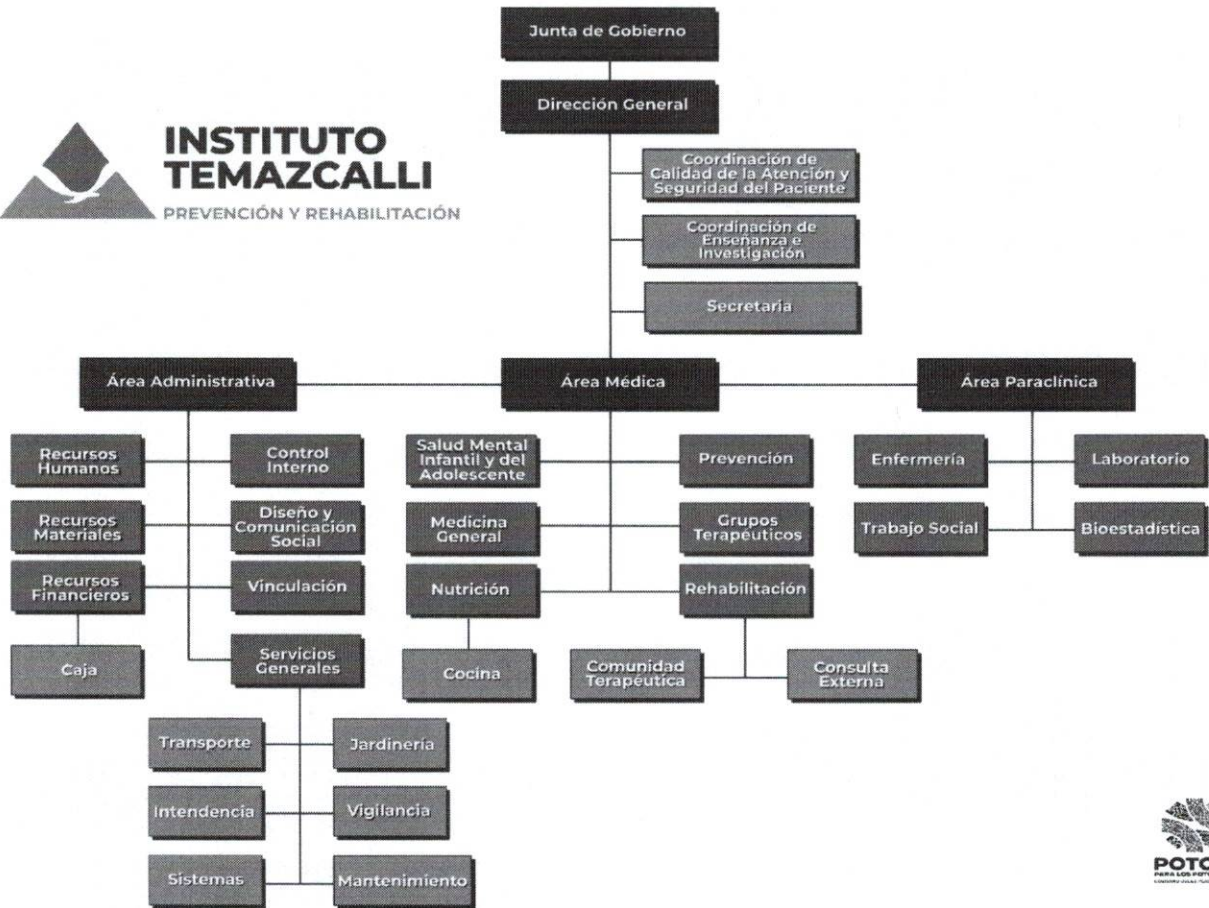 Junta de Gobierno
Dirección General
INSTITUTO
TEMAZCALLI
PREVENCIÓN Y REHABILITACIÓN
Coordinación de
Calidad de la Atención y
Seguridad del Paciente
Coordinación de
Enseñanza e
Investigación
Secretaria
Área Administrativa
Área Médica
Área Paraclínica
Recursos
Humanos
Control
Interno
Salud Mental
Infantil y del
Adolescente
Prevención
Enfermería
Laboratorio
Recursos
Materiales
Diseño y
Comunicación
Social
Medicina
General
Grupos
Terapéuticos
Trabajo Social
Bioestadística
Recursos
Financieros
Vinculación
Nutrición
Rehabilitación
Caja
Servicios
Generales
Cocina
Comunidad
Terapéutica
Consulta
Externa
Transporte
Jardinería
Intendencia
Vigilancia
Sistemas
Mantenimiento
PARA LOS